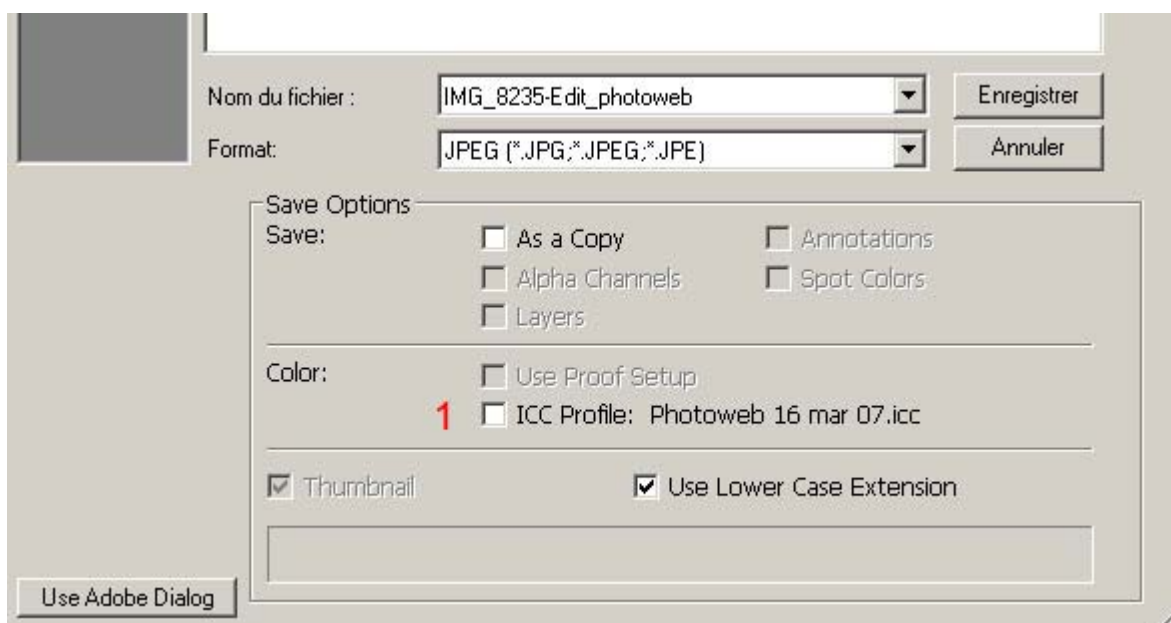 Nom du fichier : IMG_8235-Edit_photoweb Enregistrer
Format: JPEG (*.JPG;*.JPEG;*.JPE) Annuler
Save Options
Save: As a Copy Annotations
Alpha Channels Spot Colors
Layers
Color: Use Proof Setup
1 ICC Profile: Photoweb 16 mar 07.icc
Thumbnail Use Lower Case Extension
Use Adobe Dialog